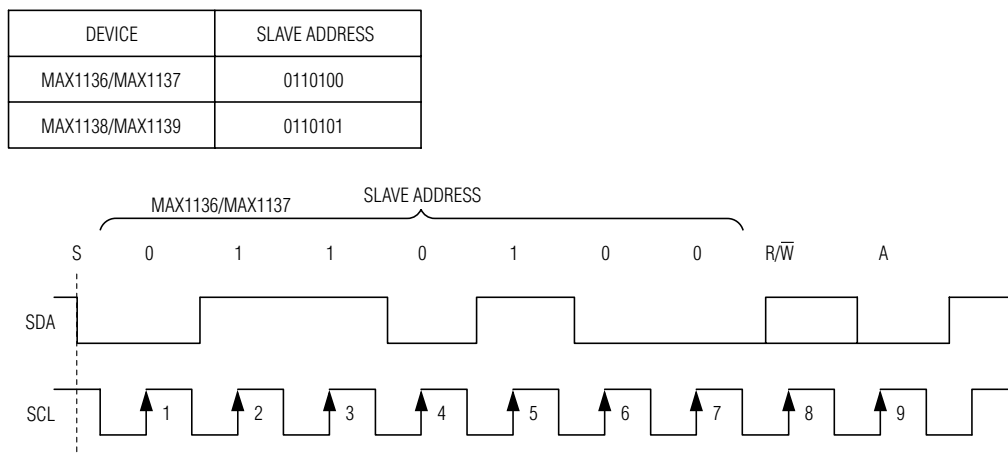 DEVICE SLAVE ADDRESS
MAX1136/MAX1137 0110100
MAX1138/MAX1139 0110101
MAX1136/MAX1137 SLAVE ADDRESS
S 0 1 1 0 1 0 0 R/W̅ A
SDA
SCL 1 2 3 4 5 6 7 8 9